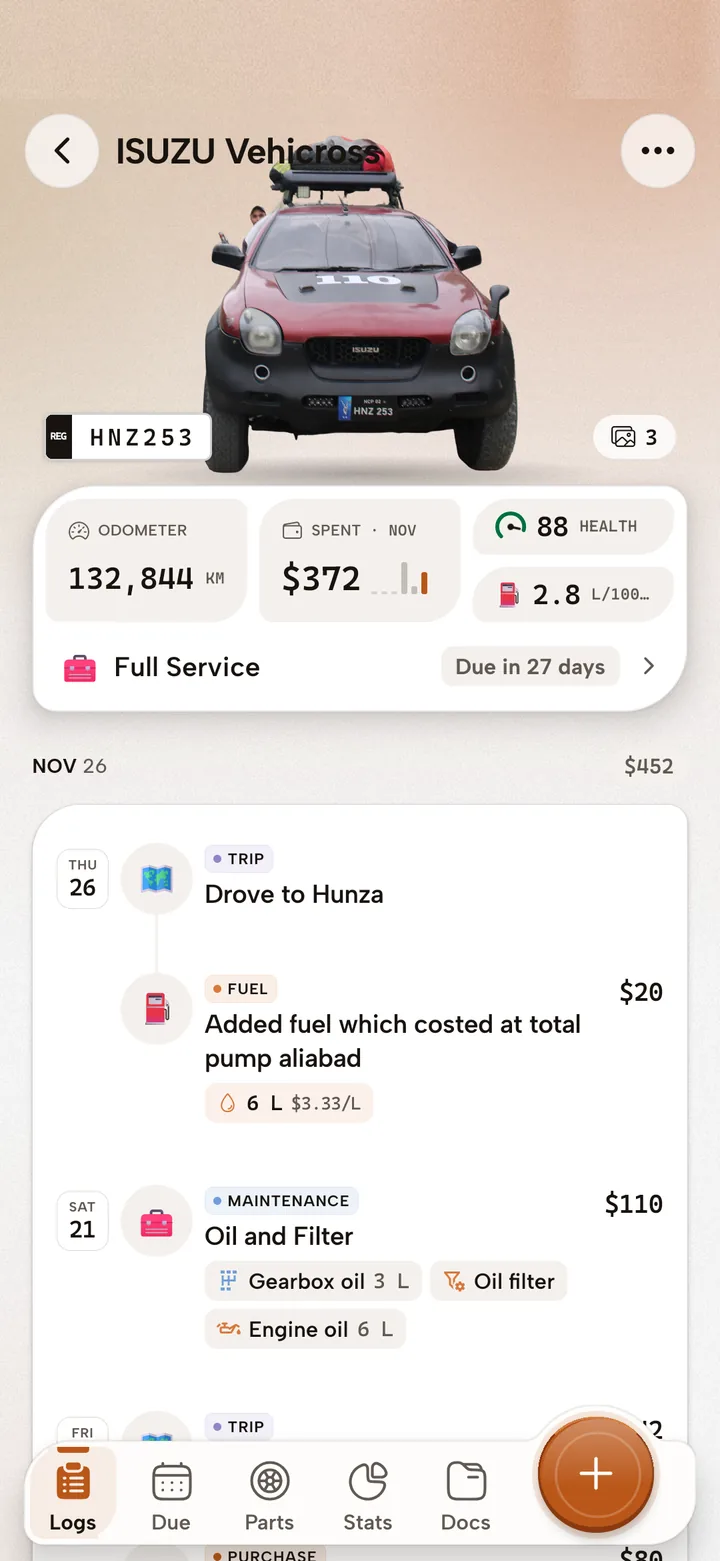 ISUZU Vehicross
110
ISUZU
HNZ 253
REG HNZ253
3
ODOMETER
132,844 KM
SPENT · NOV
$372
88 HEALTH
2.8 L/100…
Full Service
Due in 27 days
NOV 26
$452
THU
26
TRIP
Drove to Hunza
FUEL
$20
Added fuel which costed at total
pump aliabad
6 L $3.33/L
SAT
21
MAINTENANCE
$110
Oil and Filter
Gearbox oil 3 L
Oil filter
Engine oil 6 L
FRI
TRIP
Logs
Due
Parts
Stats
Docs
PURCHASE
$80